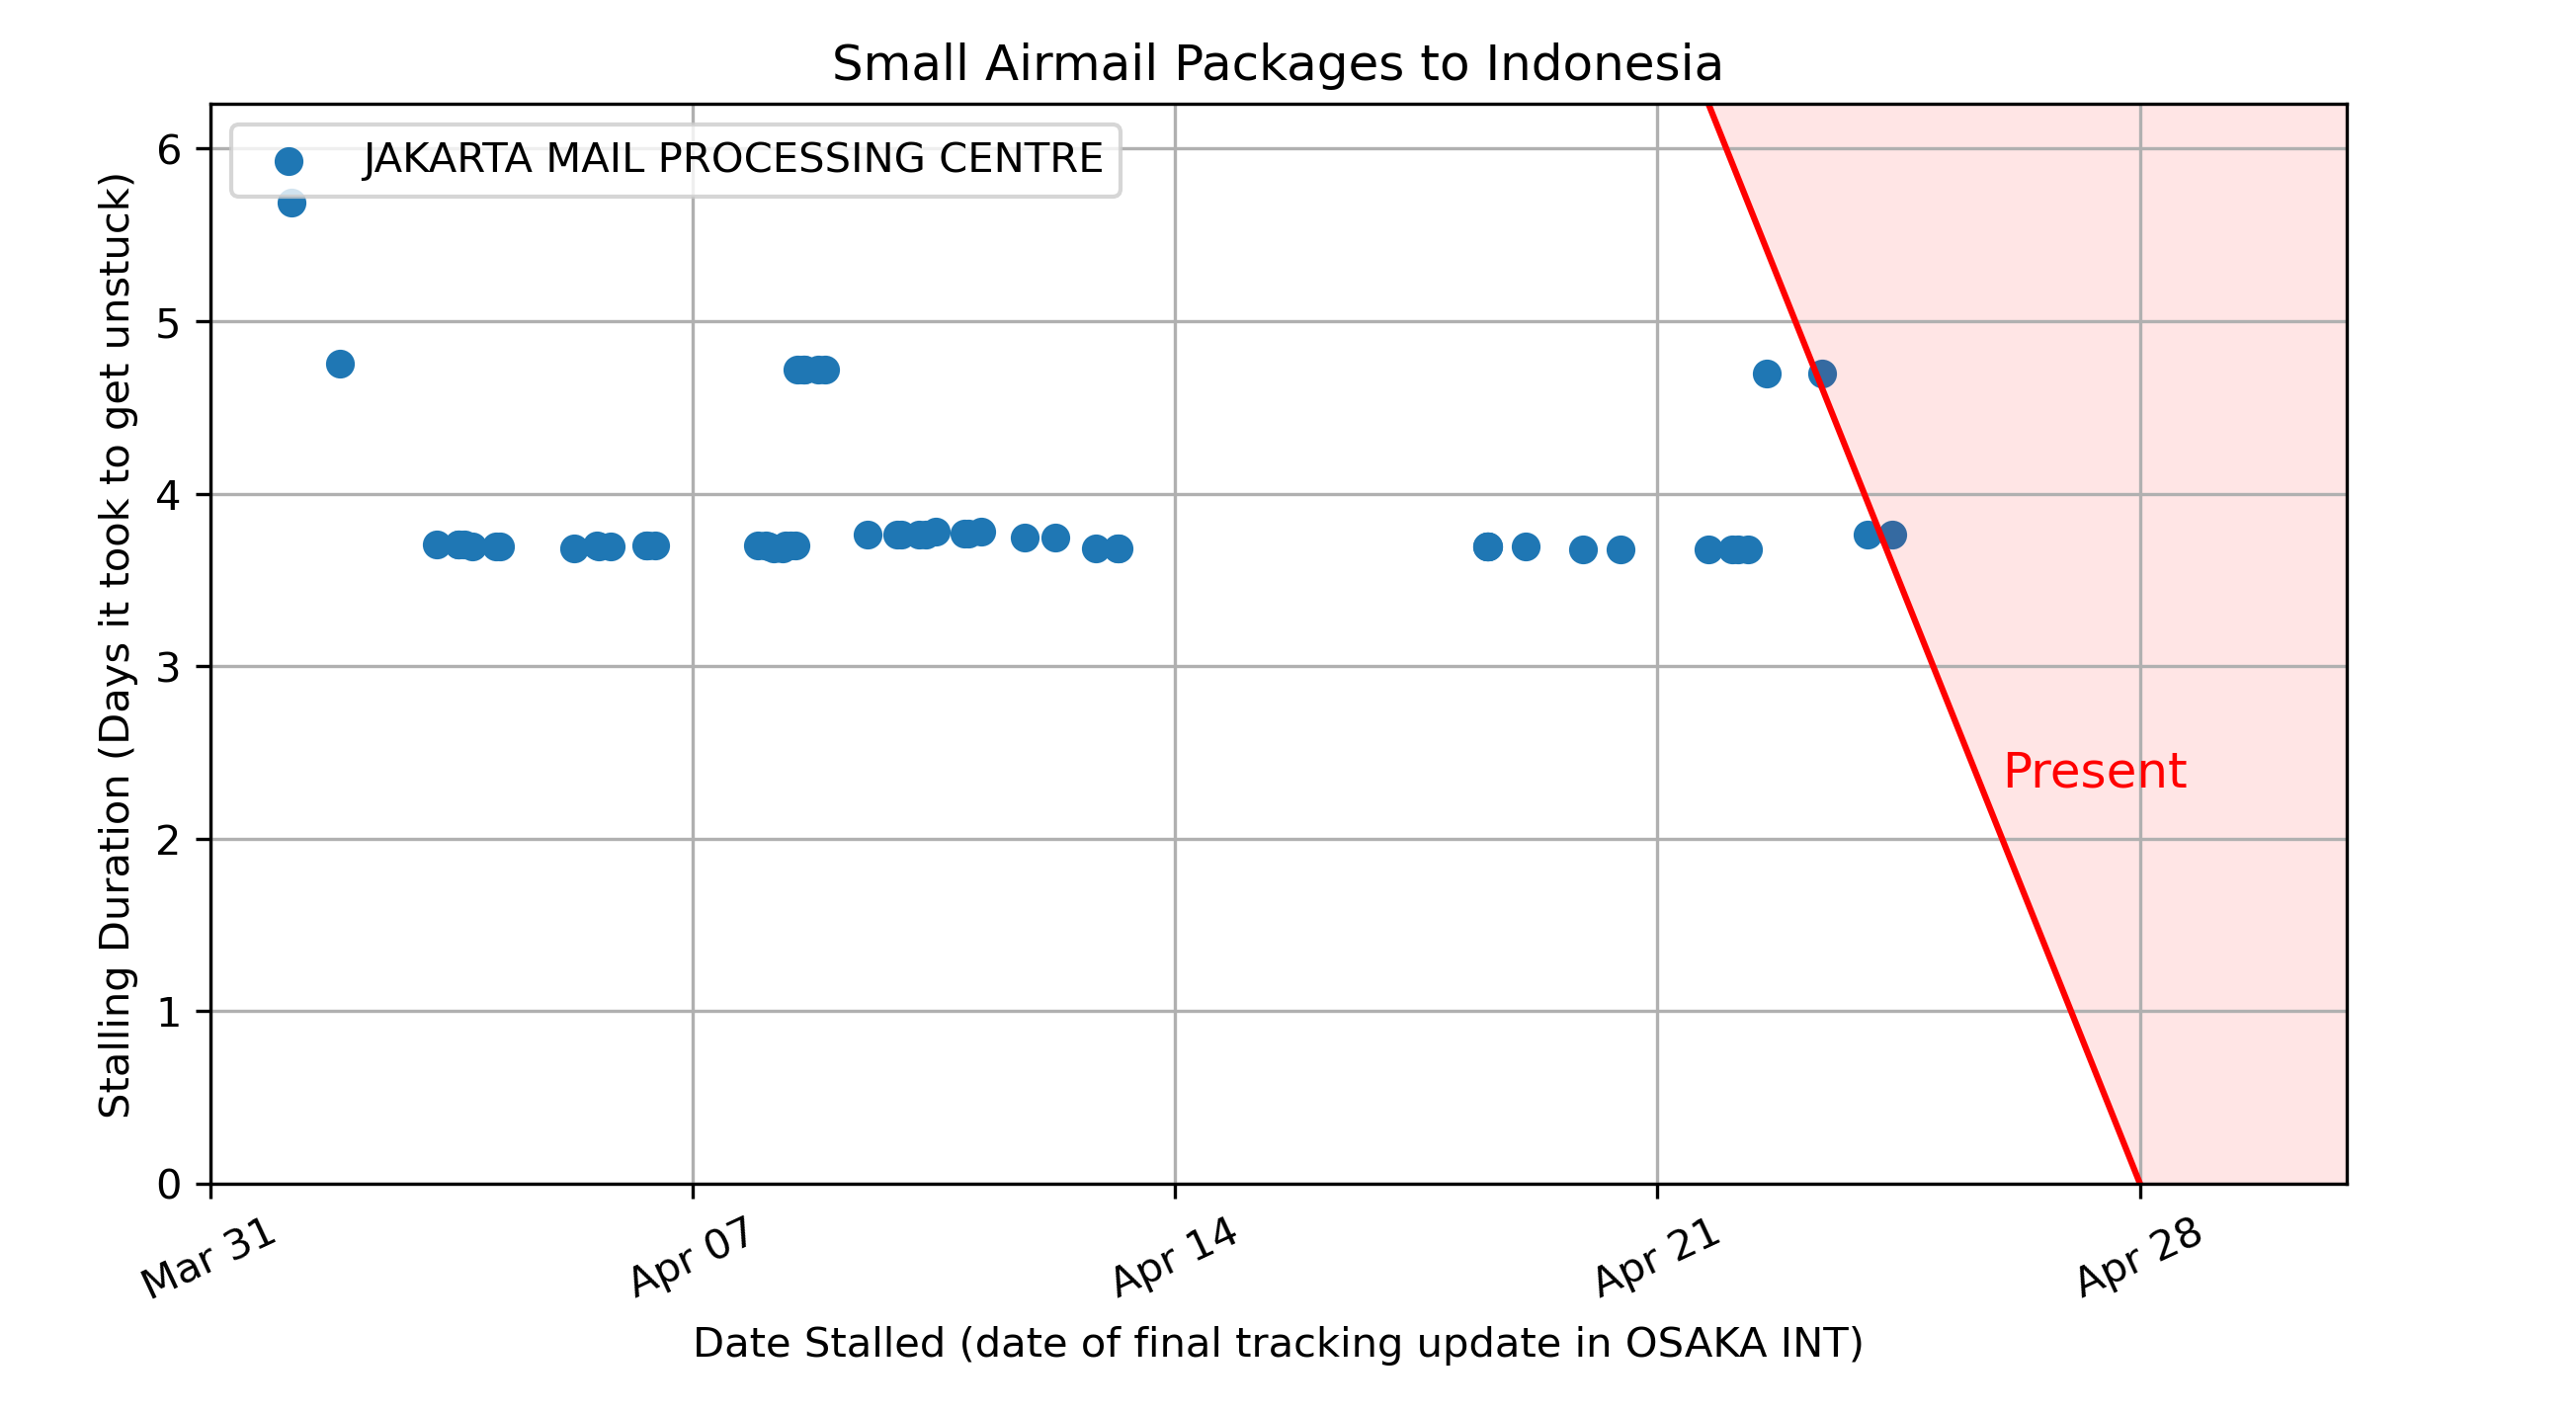 Small Airmail Packages to Indonesia
JAKARTA MAIL PROCESSING CENTRE
Stalling Duration (Days it took to get unstuck)
6
5
4
3
2
1
0
Present
Mar 31
Apr 07
Apr 14
Apr 21
Apr 28
Date Stalled (date of final tracking update in OSAKA INT)